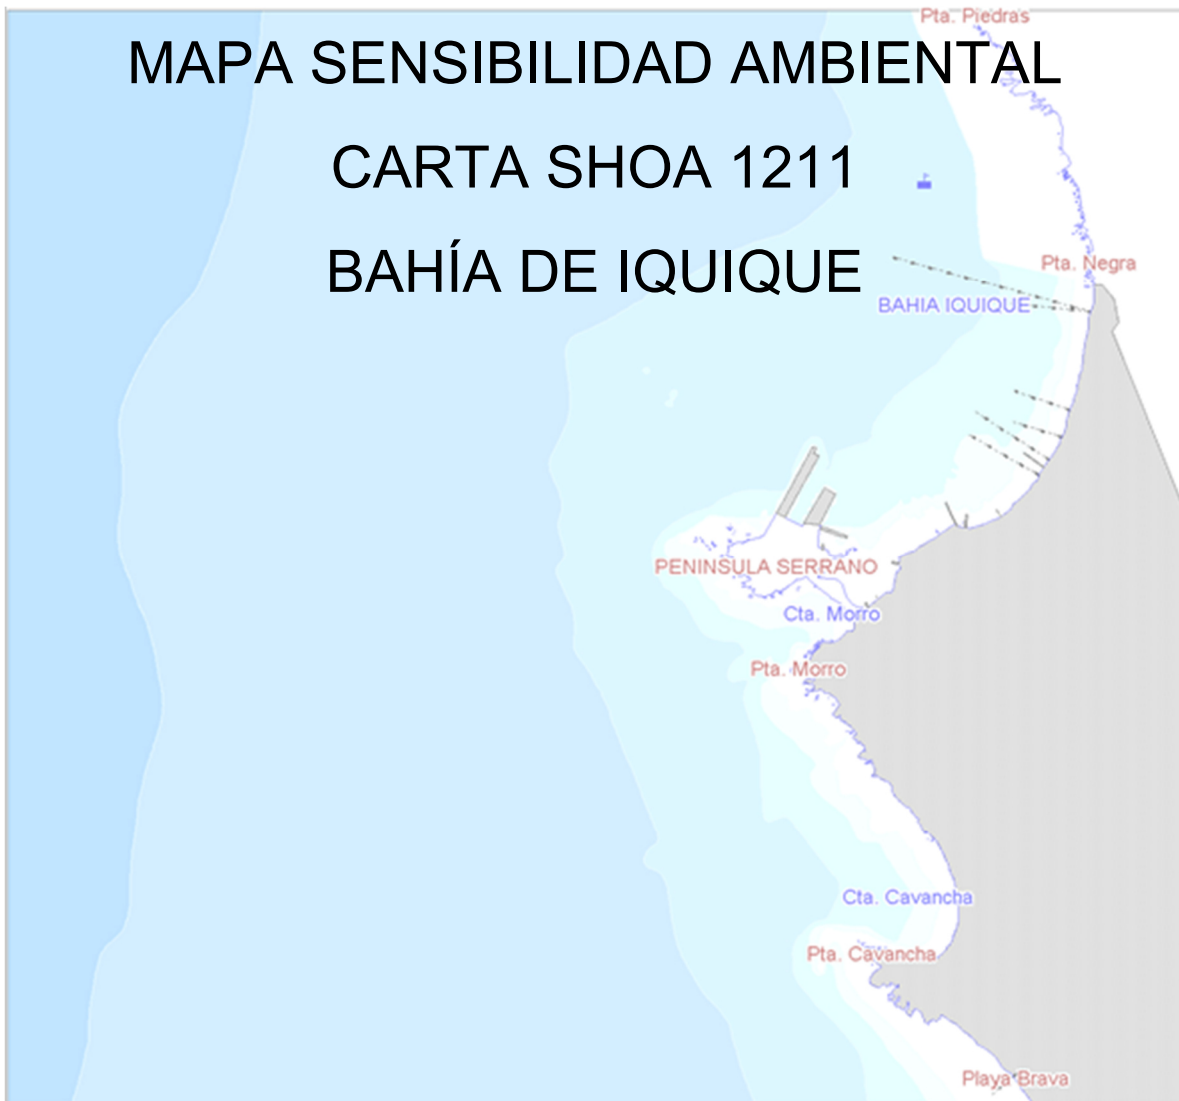 Pta. Piedras
MAPA SENSIBILIDAD AMBIENTAL
CARTA SHOA 1211
BAHÍA DE IQUIQUE
Pta. Negra
BAHIA IQUIQUE
PENINSULA SERRANO
Cta. Morro
Pta. Morro
Cta. Cavancha
Pta. Cavancha
Playa Brava